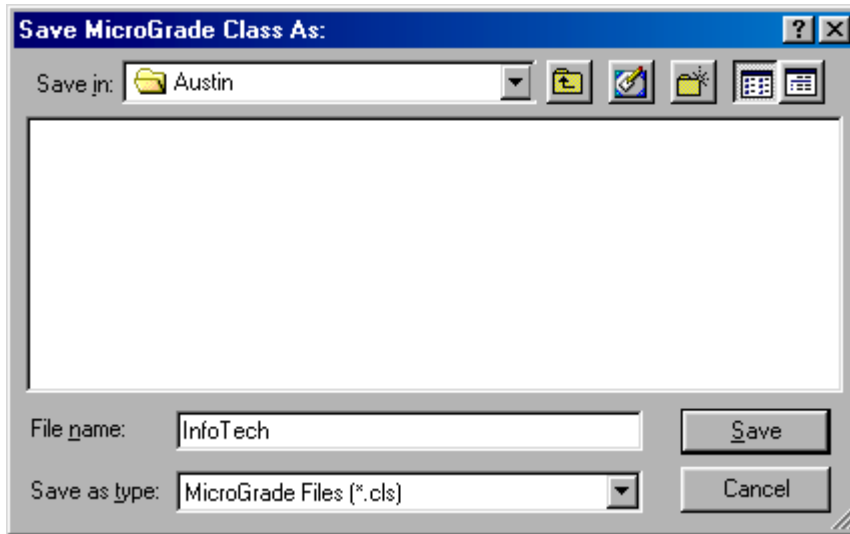 Save MicroGrade Class As:
Save in: Austin
File name: InfoTech Save
Save as type: MicroGrade Files (*.cls) Cancel